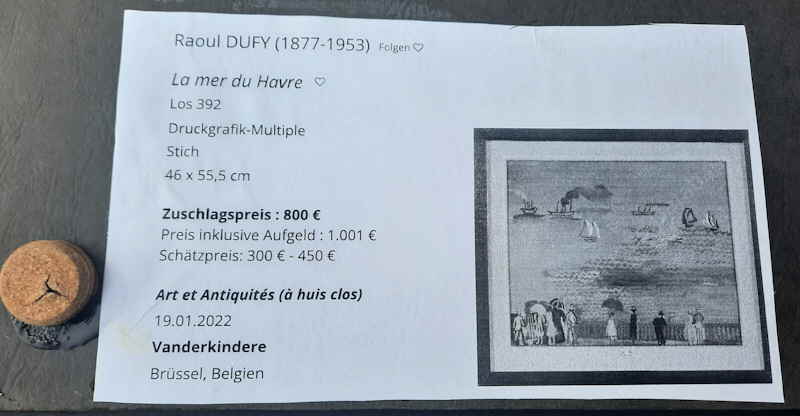 Raoul DUFY (1877-1953) Folgen
La mer du Havre
Los 392
Druckgrafik-Multiple
Stich
46 x 55,5 cm
Zuschlagspreis : 800 €
Preis inklusive Aufgeld : 1.001 €
Schätzpreis: 300 € - 450 €
Art et Antiquités (à huis clos)
19.01.2022
Vanderkindere
Brüssel, Belgien